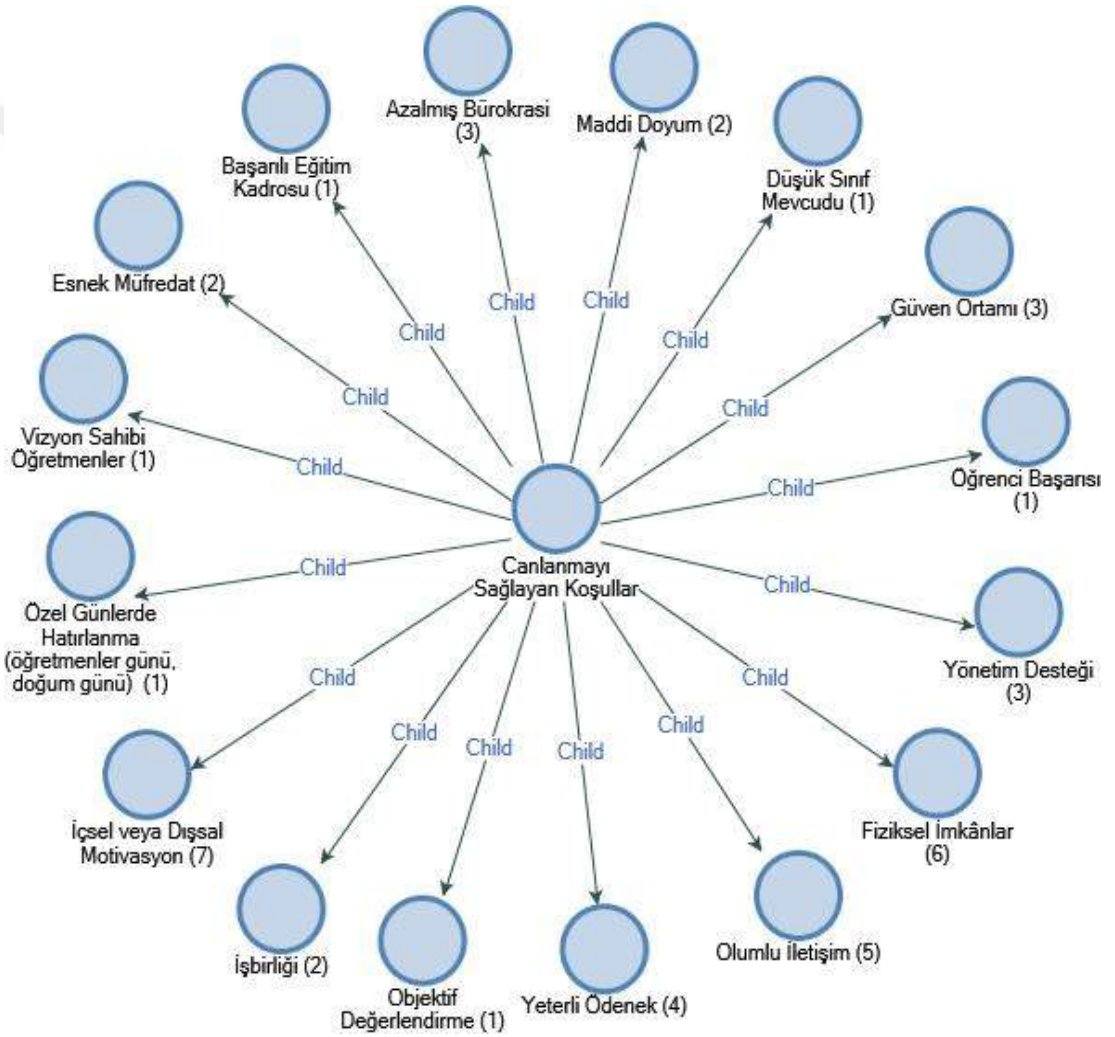 Azalmış Bürokrasi
(3)
Maddi Doyum (2)
Başarılı Eğitim
Kadrosu (1)
Düşük Sınıf
Mevcudu (1)
Esnek Müfredat (2)
Güven Ortamı (3)
Child
Child
Child
Child
Child
Child
Vizyon Sahibi
Öğretmenler (1)
Child
Öğrenci Başarısı
(1)
Child
Canlanmayı
Sağlayan Koşullar
Child
Child
Özel Günlerde
Hatırlanma
(öğretmenler günü,
doğum günü) (1)
Yönetim Desteği
(3)
Child
Child
Child
Child
Child
Child
İçsel veya Dışsal
Motivasyon (7)
Fiziksel İmkânlar
(6)
İşbirliği (2)
Olumlu İletişim (5)
Objektif
Değerlendirme (1)
Yeterli Ödenek (4)